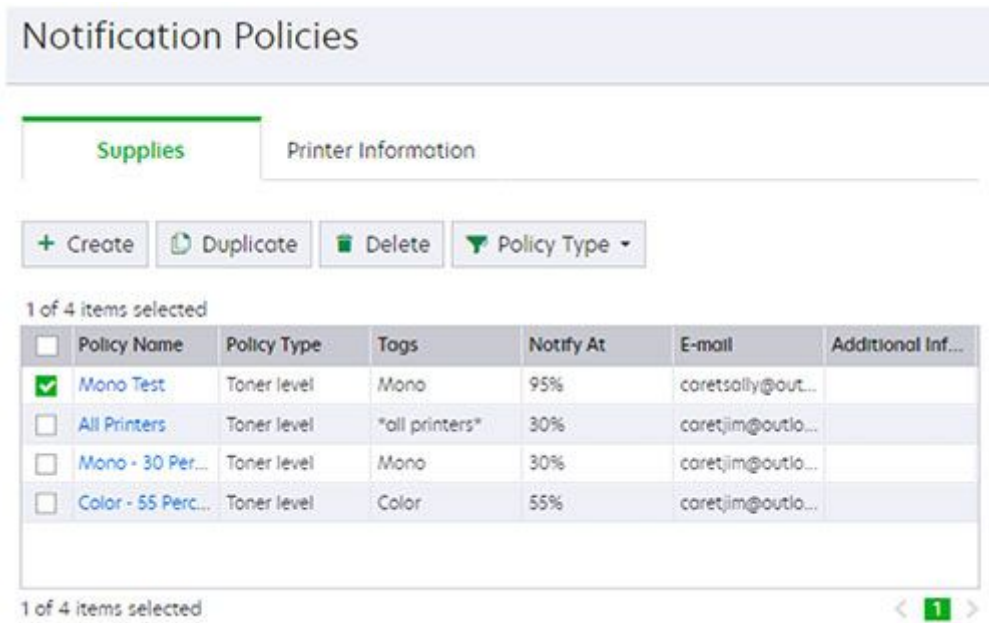 Notification Policies
Supplies Printer Information
+ Create Duplicate Delete Policy Type
1 of 4 items selected
Policy Name Policy Type Tags Notify At E-mail Additional Inf...
Mono Test Toner level Mono 95% caretsally@out...
All Printers Toner level *all printers* 30% caretjim@outlo...
Mono - 30 Per... Toner level Mono 30% caretjim@outlo...
Color - 55 Perc... Toner level Color 55% caretjim@outlo...
1 of 4 items selected < 1 >